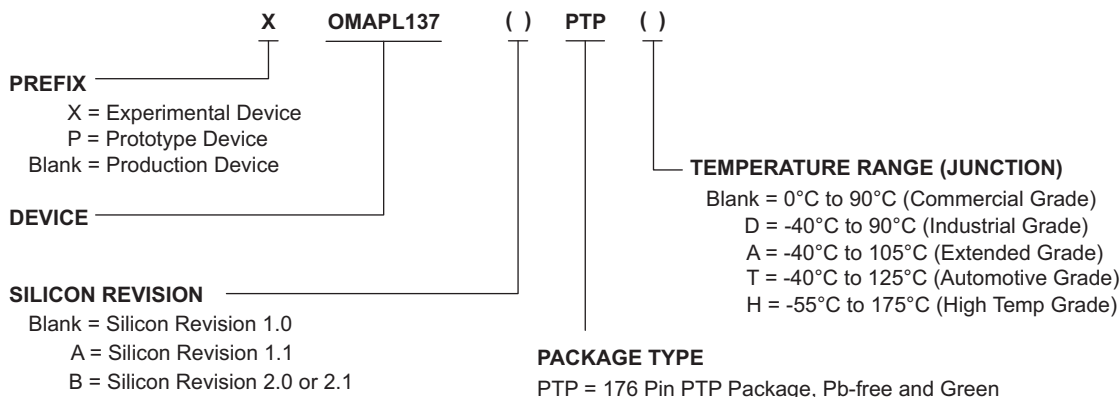 X OMAPL137 ( ) PTP ( )
PREFIX
X = Experimental Device
P = Prototype Device
Blank = Production Device
DEVICE
SILICON REVISION
Blank = Silicon Revision 1.0
A = Silicon Revision 1.1
B = Silicon Revision 2.0 or 2.1
TEMPERATURE RANGE (JUNCTION)
Blank = 0°C to 90°C (Commercial Grade)
D = -40°C to 90°C (Industrial Grade)
A = -40°C to 105°C (Extended Grade)
T = -40°C to 125°C (Automotive Grade)
H = -55°C to 175°C (High Temp Grade)
PACKAGE TYPE
PTP = 176 Pin PTP Package, Pb-free and Green